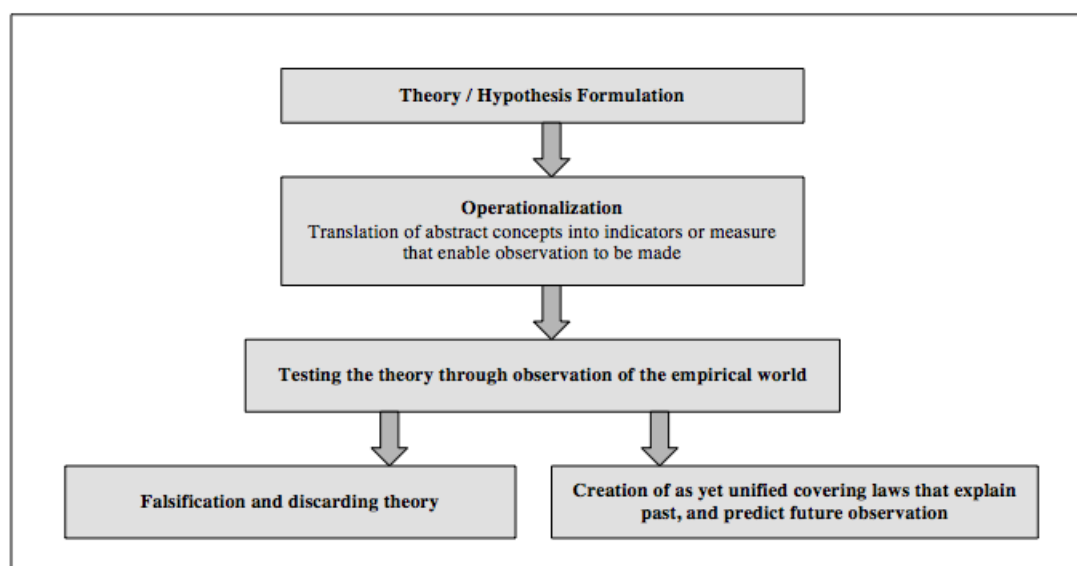 Theory / Hypothesis Formulation
Operationalization
Translation of abstract concepts into indicators or measure
that enable observation to be made
Testing the theory through observation of the empirical world
Falsification and discarding theory
Creation of as yet unified covering laws that explain
past, and predict future observation